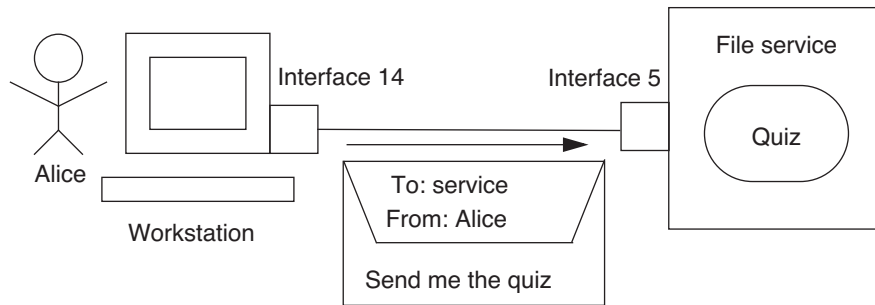 File service
Interface 14
Interface 5
Quiz
Alice
To: service
From: Alice
Workstation
Send me the quiz